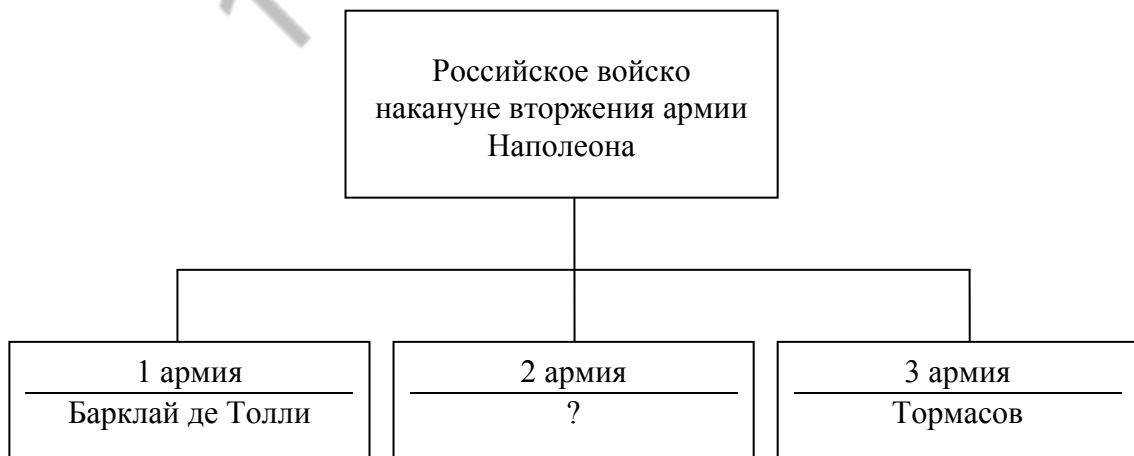 Российское войско
накануне вторжения армии
Наполеона
1 армия
Барклай де Толли
2 армия
?
3 армия
Тормасов